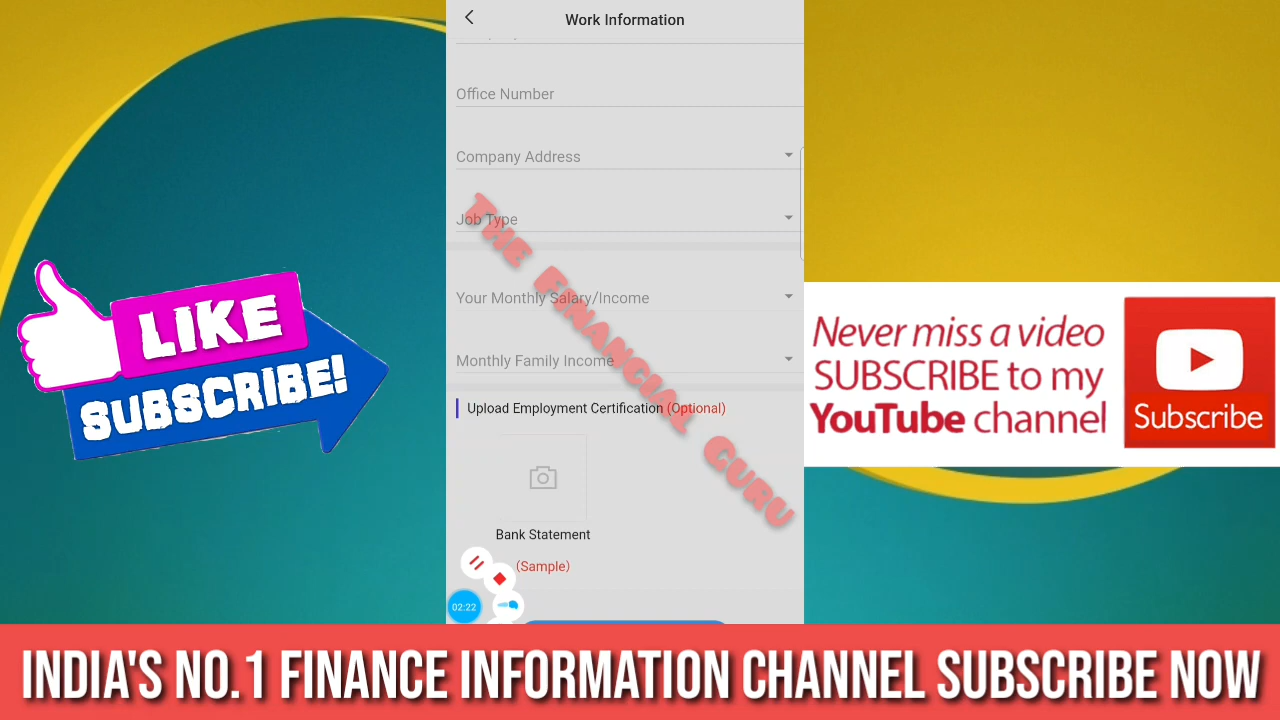 Work Information
Office Number
Company Address
Job Type
Your Monthly Salary/Income
Monthly Family Income
Upload Employment Certification (Optional)
Bank Statement
(Sample)
02:22
The Financial Guru
LIKE
SUBSCRIBE!
Never miss a video
SUBSCRIBE to my
YouTube channel
Subscribe
INDIA'S NO.1 FINANCE INFORMATION CHANNEL SUBSCRIBE NOW